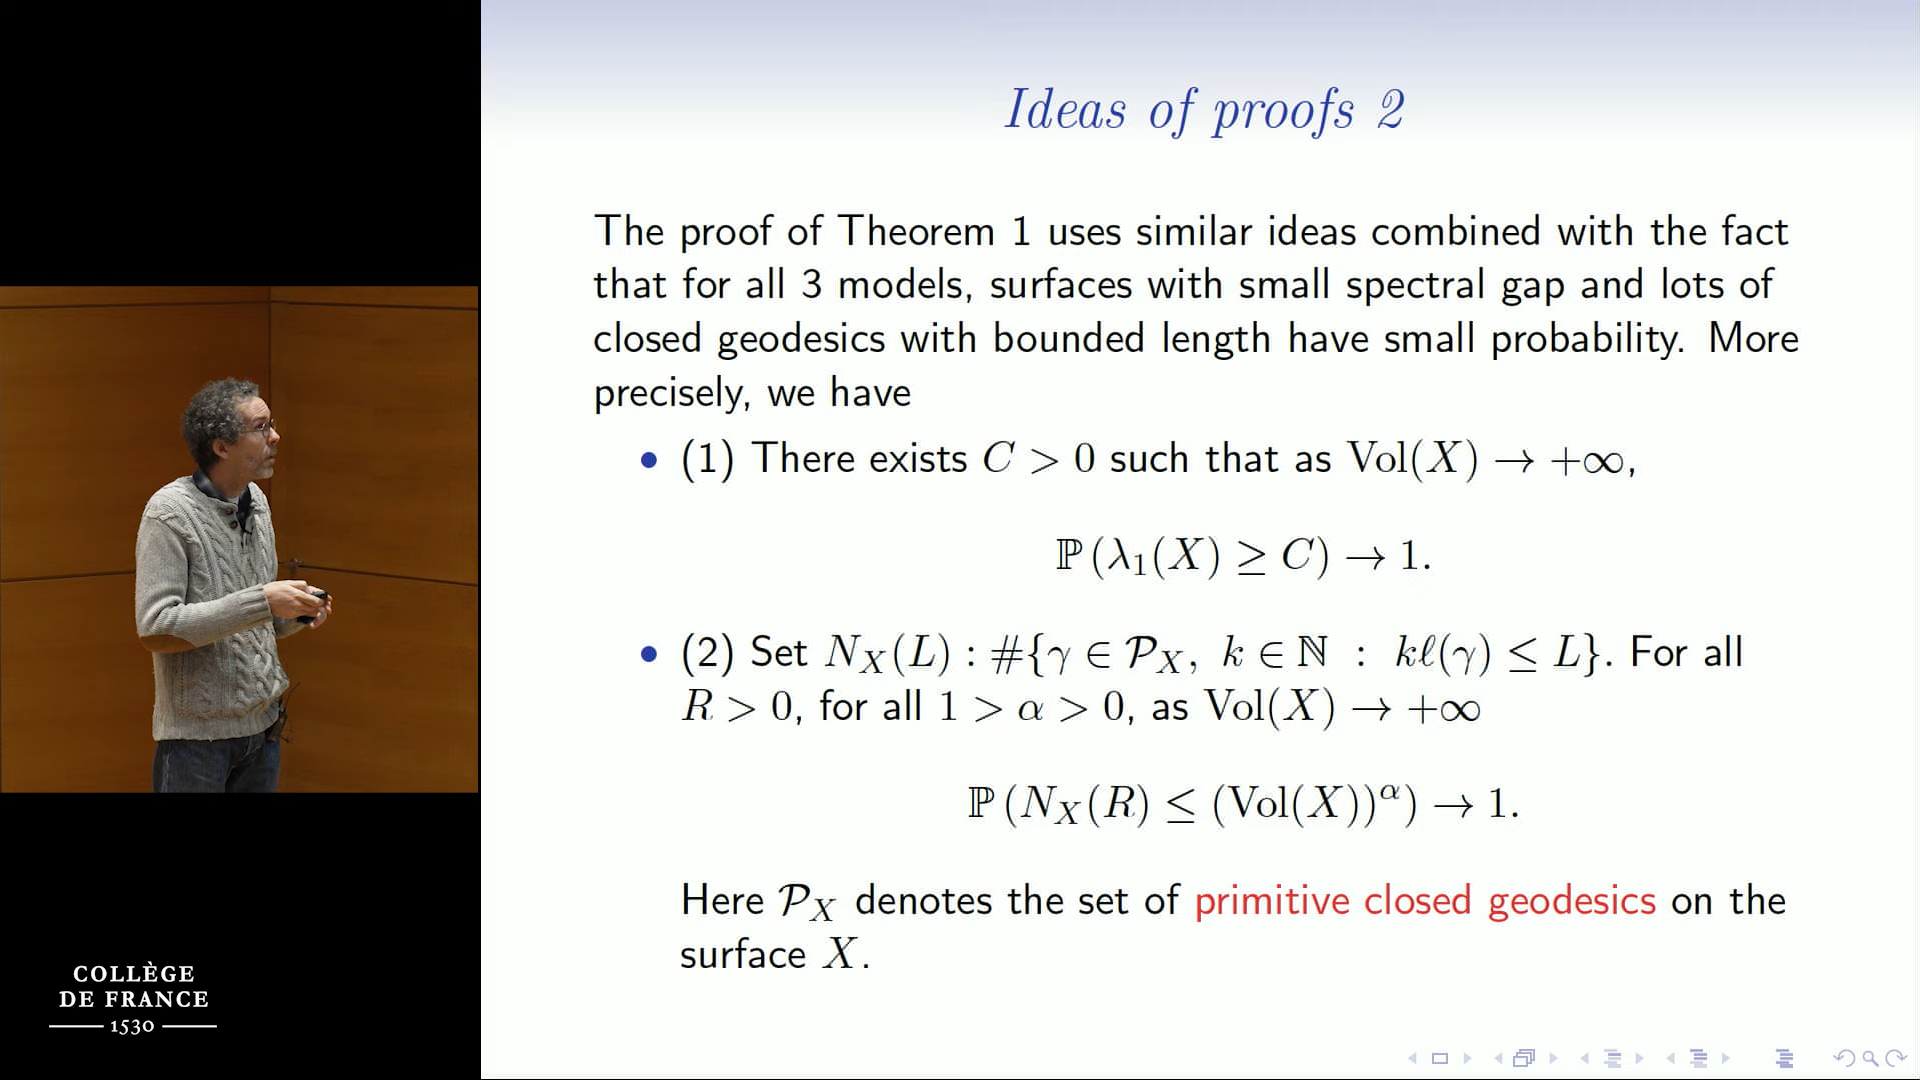 Ideas of proofs 2
The proof of Theorem 1 uses similar ideas combined with the fact
that for all 3 models, surfaces with small spectral gap and lots of
closed geodesics with bounded length have small probability. More
precisely, we have
• (1) There exists C > 0 such that as Vol(X) → +∞,
ℙ (λ₁(X) ≥ C) → 1.
• (2) Set N_X(L) : #{γ ∈ 𝒫_X, k ∈ ℕ : kℓ(γ) ≤ L}. For all
R > 0, for all 1 > α > 0, as Vol(X) → +∞
ℙ (N_X(R) ≤ (Vol(X))^α) → 1.
Here 𝒫_X denotes the set of primitive closed geodesics on the
surface X.
COLLÈGE
DE FRANCE
1530